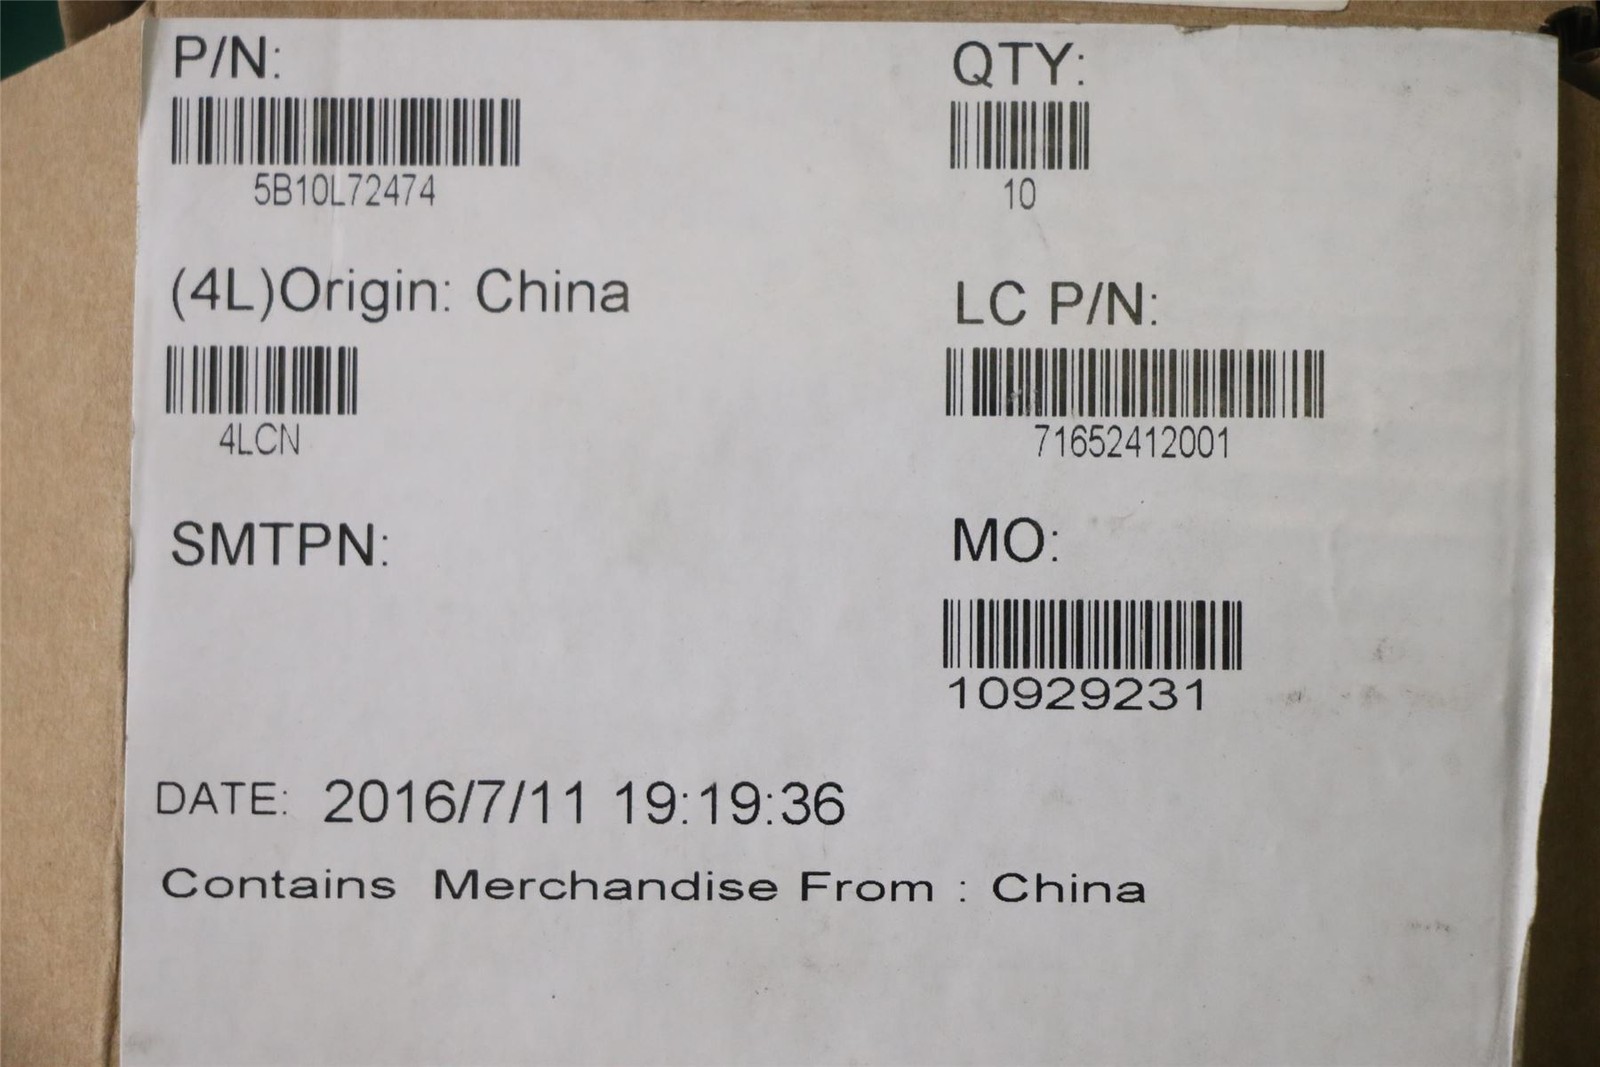 P/N:
5B10L72474
QTY:
10
(4L)Origin: China
4LCN
LC P/N:
71652412001
SMTPN:
MO:
10929231
DATE: 2016/7/11 19:19:36
Contains Merchandise From : China